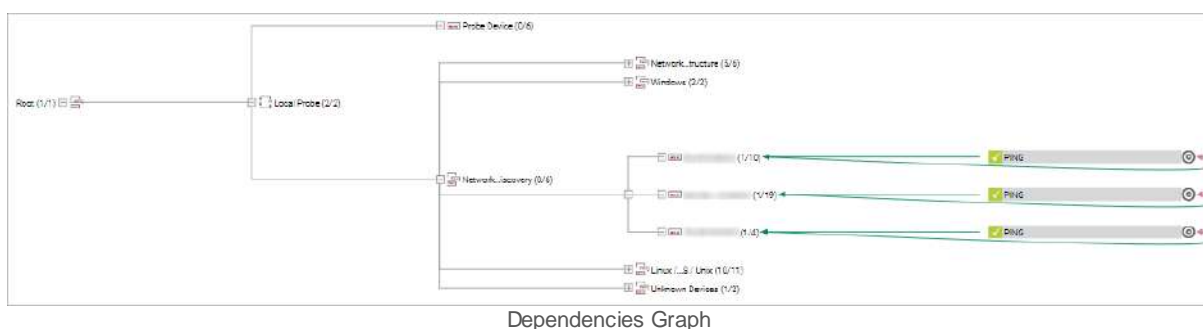 Probe Device (0/6)
Network...tructure (5/5)
Windows (2/2)
Root (1/1)
Local Probe (2/2)
(1/10)
PING
Network...iscovery (0/6)
(1/19)
PING
(1/4)
PING
Linux /...S / Unix (10/11)
Unknown Devices (1/2)
Dependencies Graph